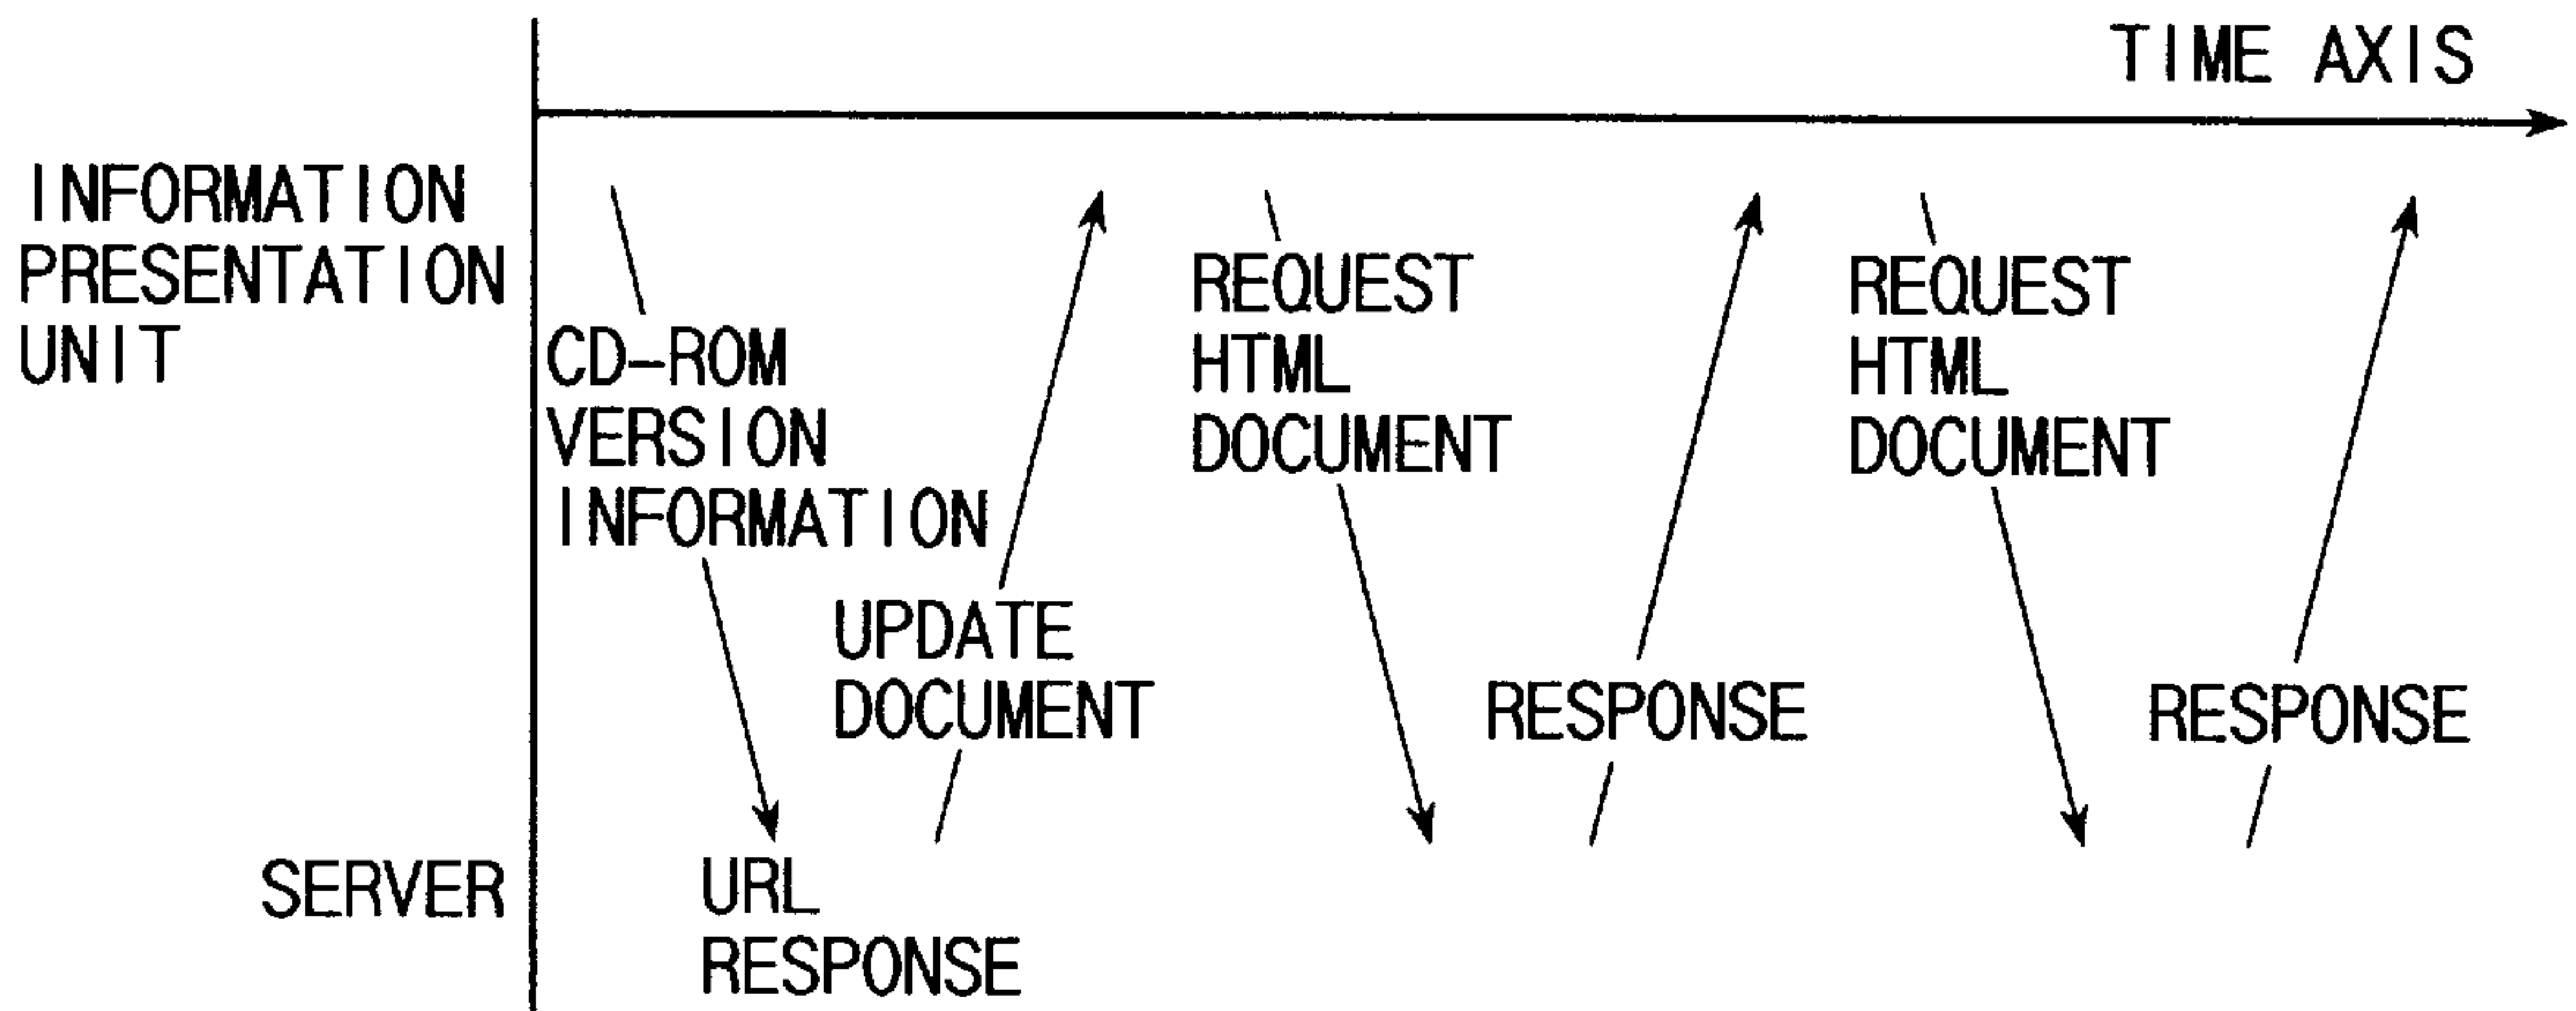 TIME AXIS
INFORMATION
PRESENTATION
UNIT
CD-ROM
VERSION
INFORMATION
UPDATE
DOCUMENT
REQUEST
HTML
DOCUMENT
RESPONSE
REQUEST
HTML
DOCUMENT
RESPONSE
SERVER
URL
RESPONSE